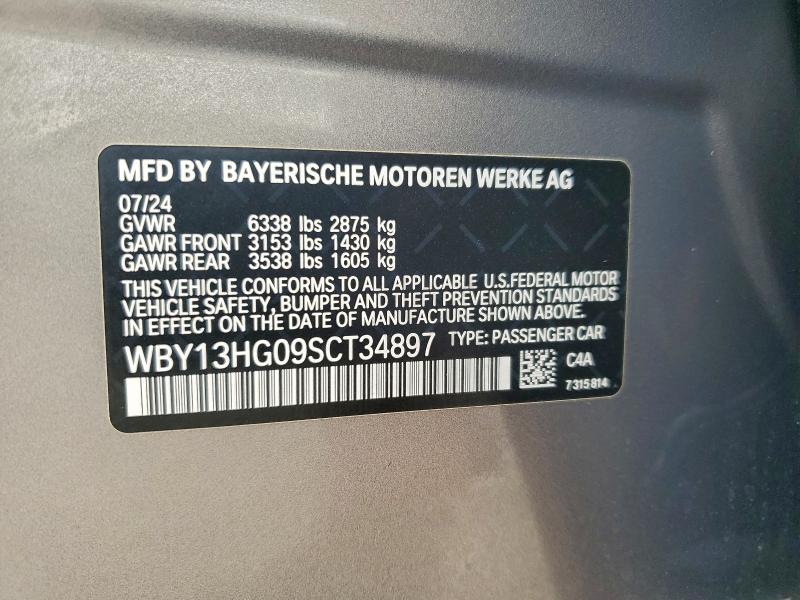 MFD BY BAYERISCHE MOTOREN WERKE AG
07/24
GVWR 6338 lbs 2875 kg
GAWR FRONT 3153 lbs 1430 kg
GAWR REAR 3538 lbs 1605 kg
THIS VEHICLE CONFORMS TO ALL APPLICABLE U.S.FEDERAL MOTOR
VEHICLE SAFETY, BUMPER AND THEFT PREVENTION STANDARDS
IN EFFECT ON THE DATE OF MANUFACTURE SHOWN ABOVE.
WBY13HG09SCT34897 TYPE: PASSENGER CAR
C4A
7315814